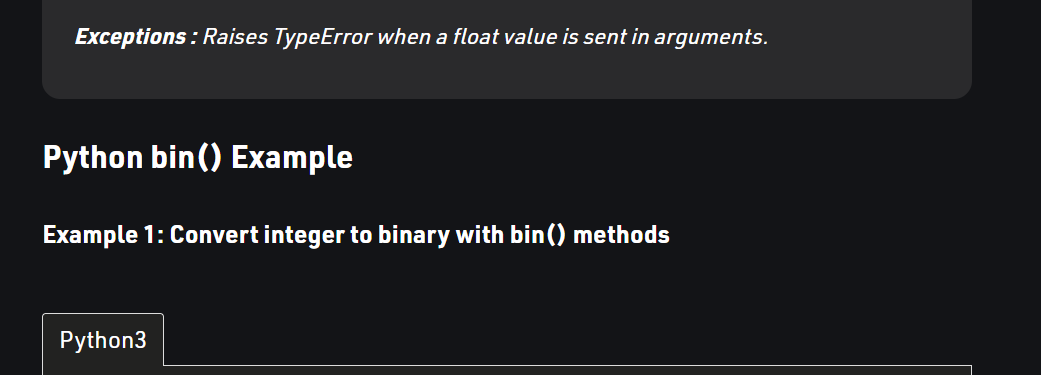 Exceptions : Raises TypeError when a float value is sent in arguments.
Python bin() Example
Example 1: Convert integer to binary with bin() methods
Python3